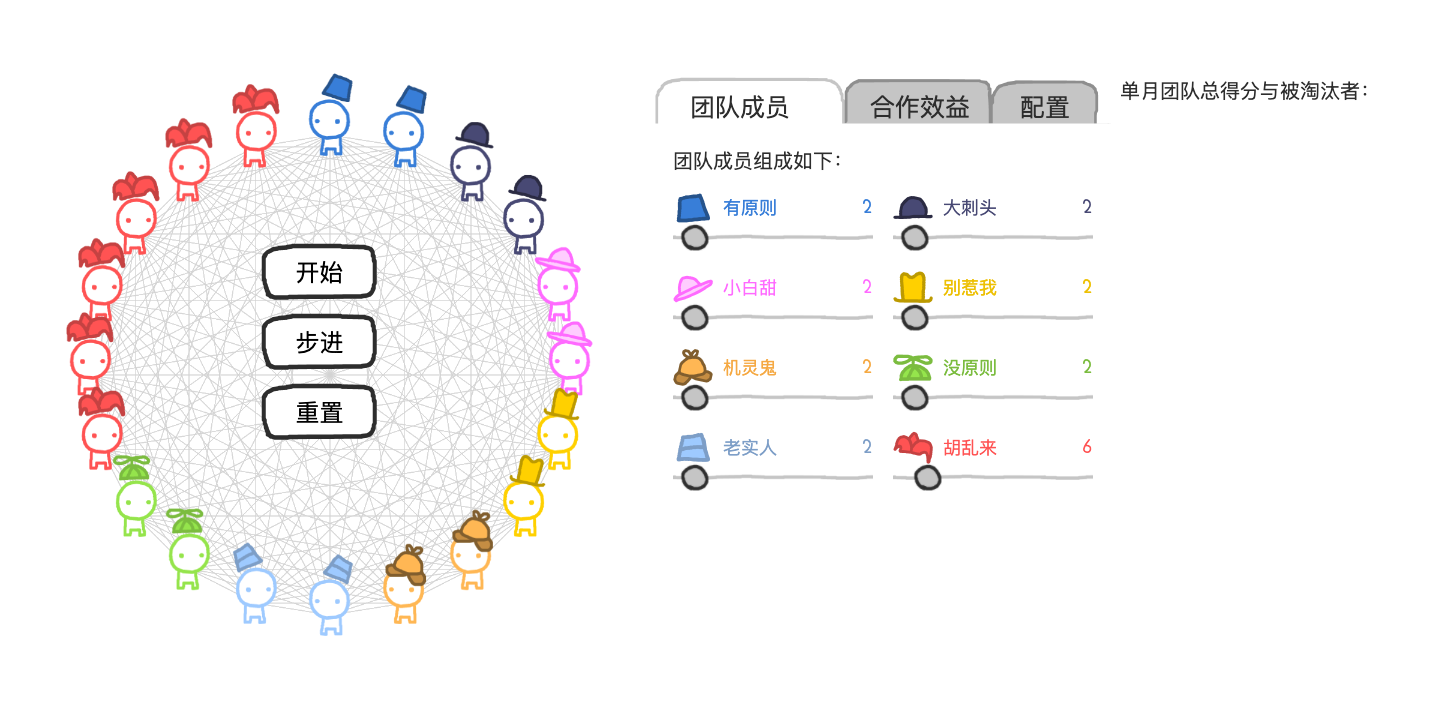 开始
步进
重置
团队成员
合作效益
配置
团队成员组成如下：
有原则 2
大刺头 2
小白甜 2
别惹我 2
机灵鬼 2
没原则 2
老实人 2
胡乱来 6
单月团队总得分与被淘汰者：